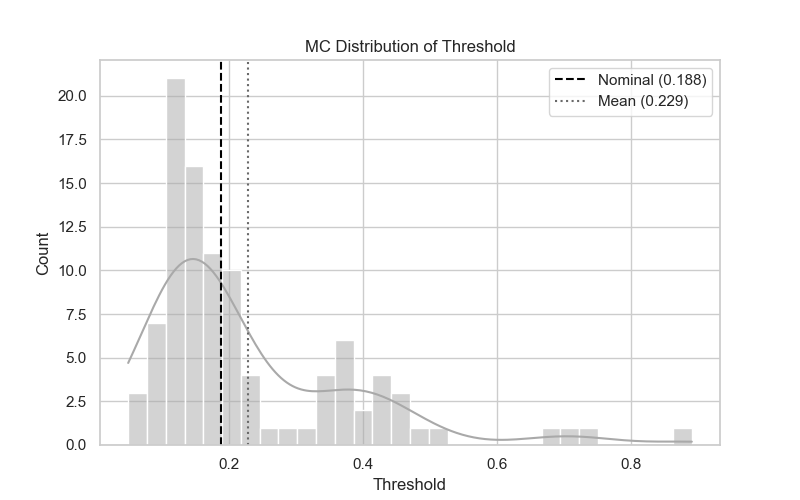 MC Distribution of Threshold
Nominal (0.188)
Mean (0.229)
Count
20.0
17.5
15.0
12.5
10.0
7.5
5.0
2.5
0.0
0.2 0.4 0.6 0.8
Threshold